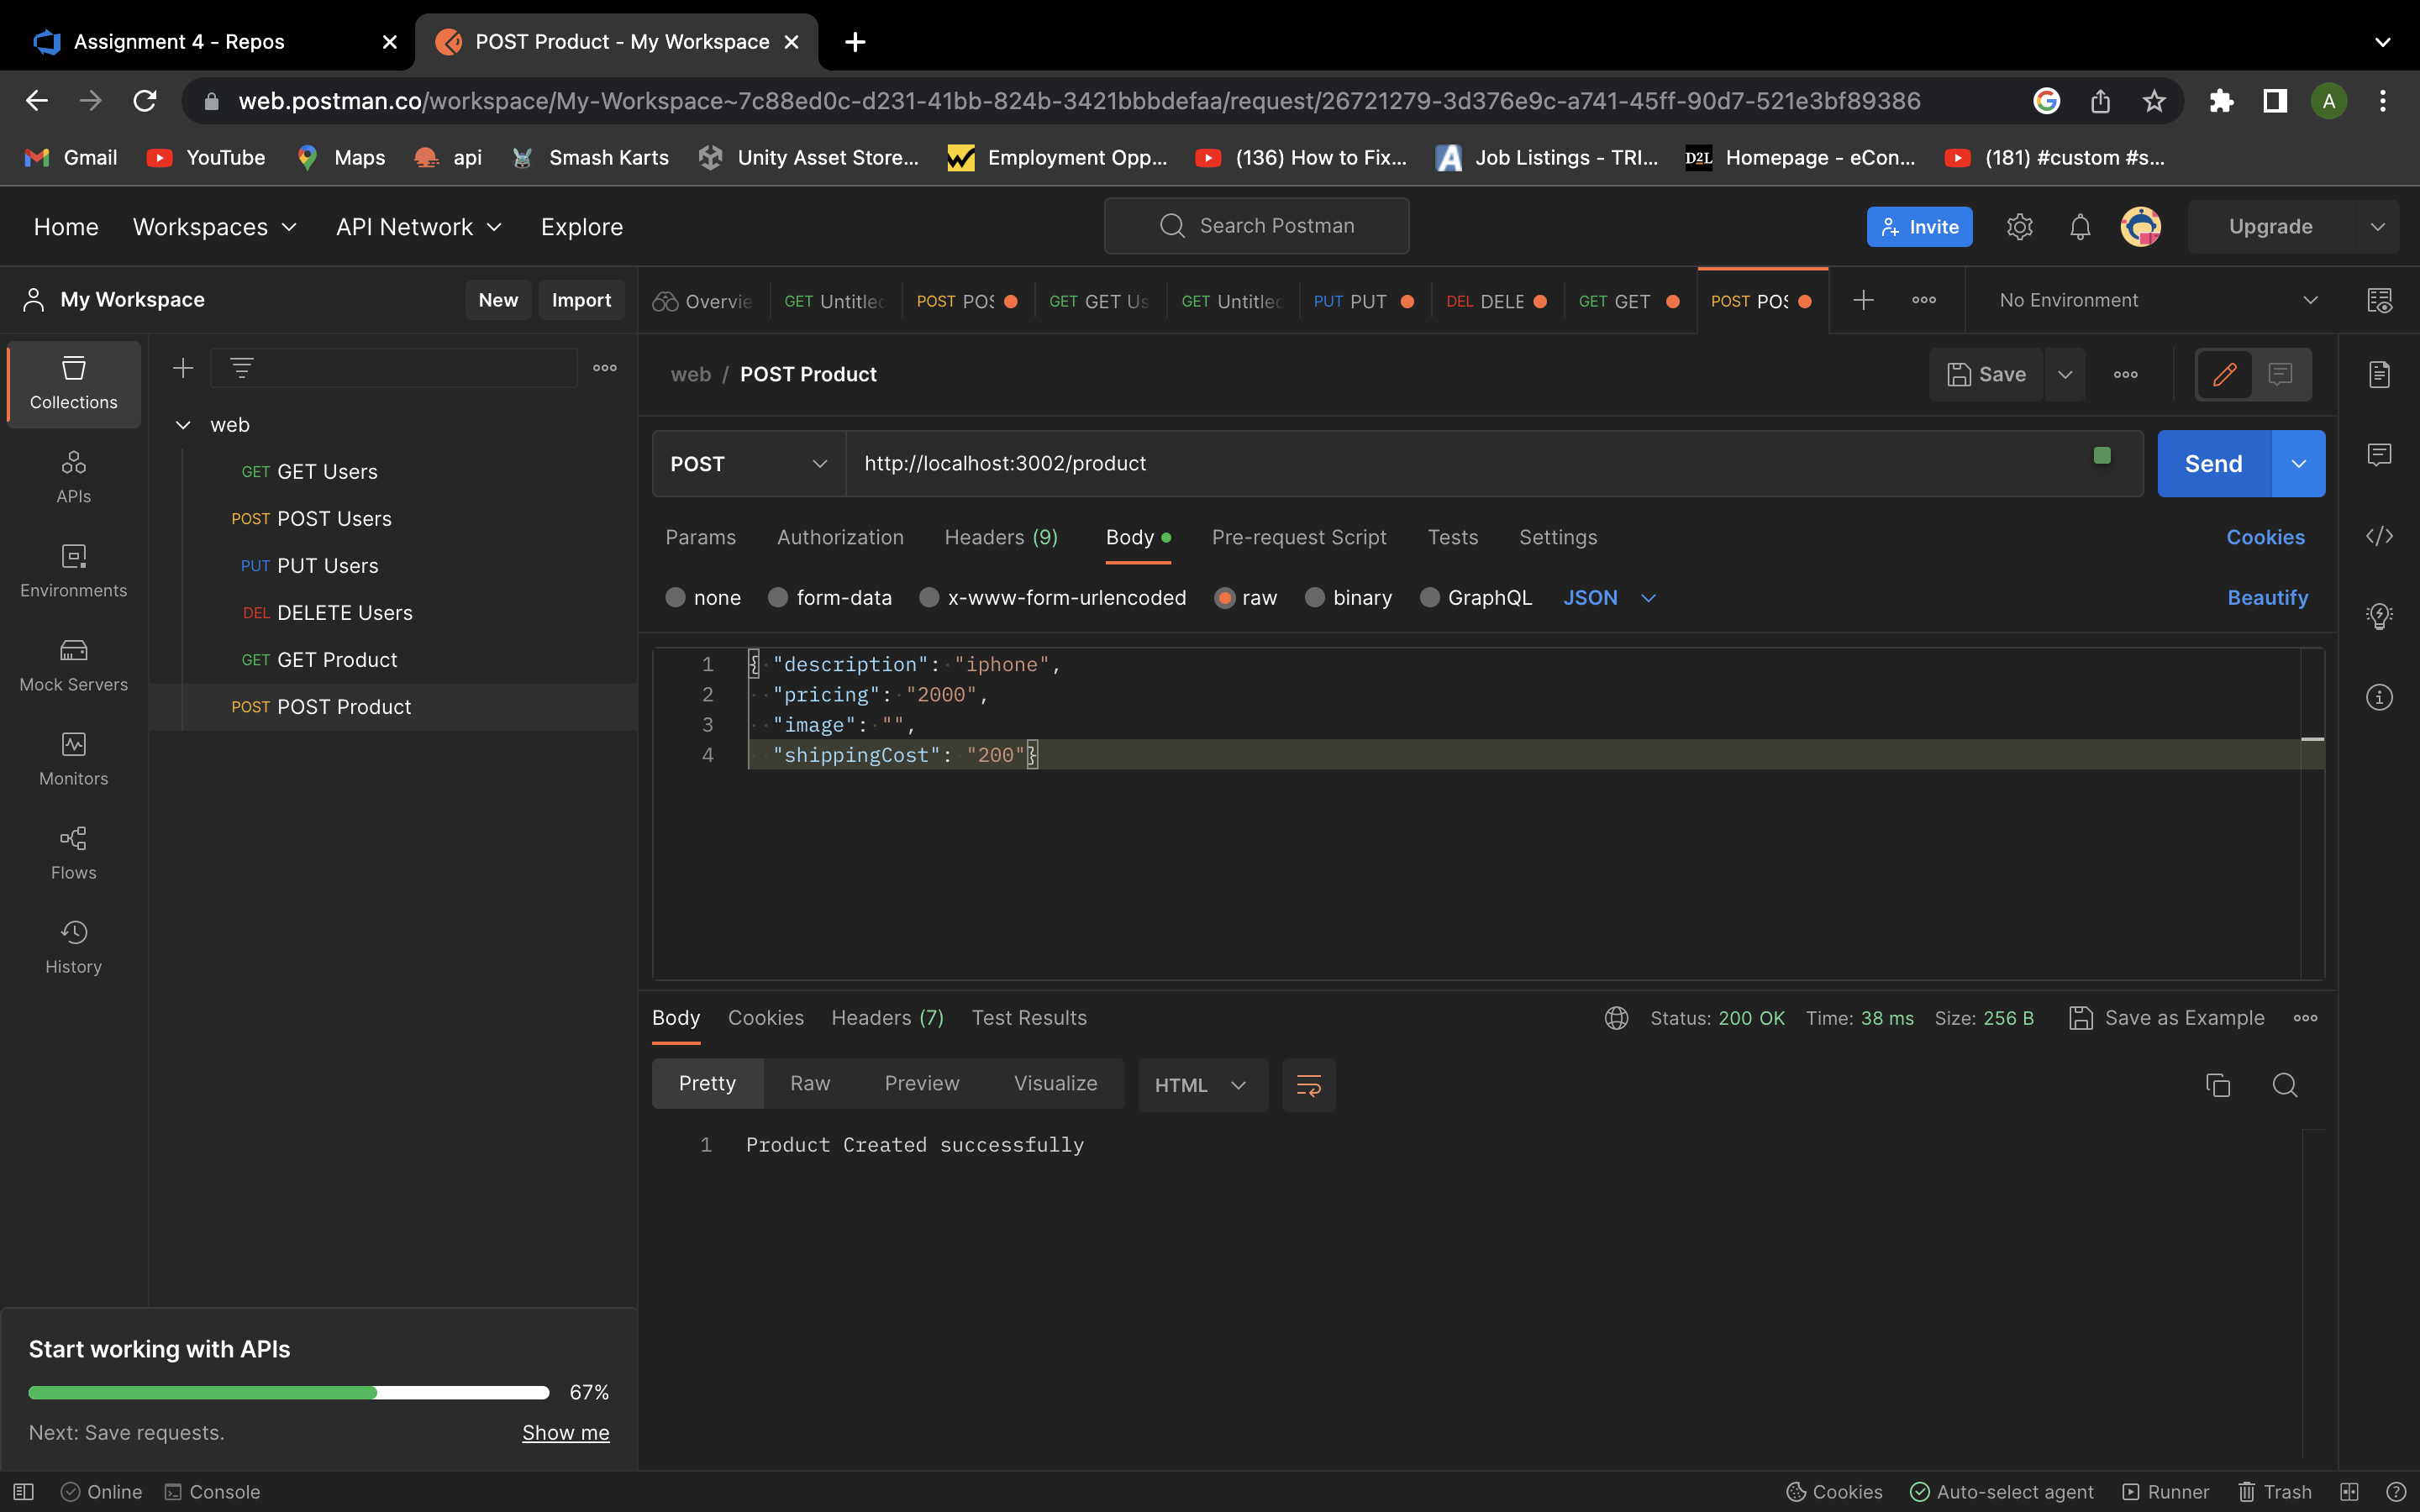 Assignment 4 - Repos
POST Product - My Workspace
web.postman.co/workspace/My-Workspace~7c88ed0c-d231-41bb-824b-3421bbbdefaa/request/26721279-3d376e9c-a741-45ff-90d7-521e3bf89386
A
Gmail YouTube Maps api Smash Karts Unity Asset Store... Employment Opp... (136) How to Fix... Job Listings - TRI... D2L Homepage - eCon... (181) #custom #s...
Home Workspaces API Network Explore
Search Postman
Invite
Upgrade
My Workspace New Import
Overvie GET Untitled POST POS GET GET Us GET Untitled PUT PUT DEL DELE GET GET POST POS
No Environment
Collections
APIs
Environments
Mock Servers
Monitors
Flows
History
web
GET GET Users
POST POST Users
PUT PUT Users
DEL DELETE Users
GET GET Product
POST POST Product
web / POST Product
Save
POST http://localhost:3002/product
Send
Params Authorization Headers (9) Body Pre-request Script Tests Settings Cookies
none form-data x-www-form-urlencoded raw binary GraphQL JSON Beautify
1 { "description": "iphone",
2 "pricing": "2000",
3 "image": "",
4 "shippingCost": "200"}
Body Cookies Headers (7) Test Results
Status: 200 OK Time: 38 ms Size: 256 B Save as Example
Pretty Raw Preview Visualize HTML
1 Product Created successfully
Start working with APIs
67%
Next: Save requests. Show me
Online Console
Cookies Auto-select agent Runner Trash